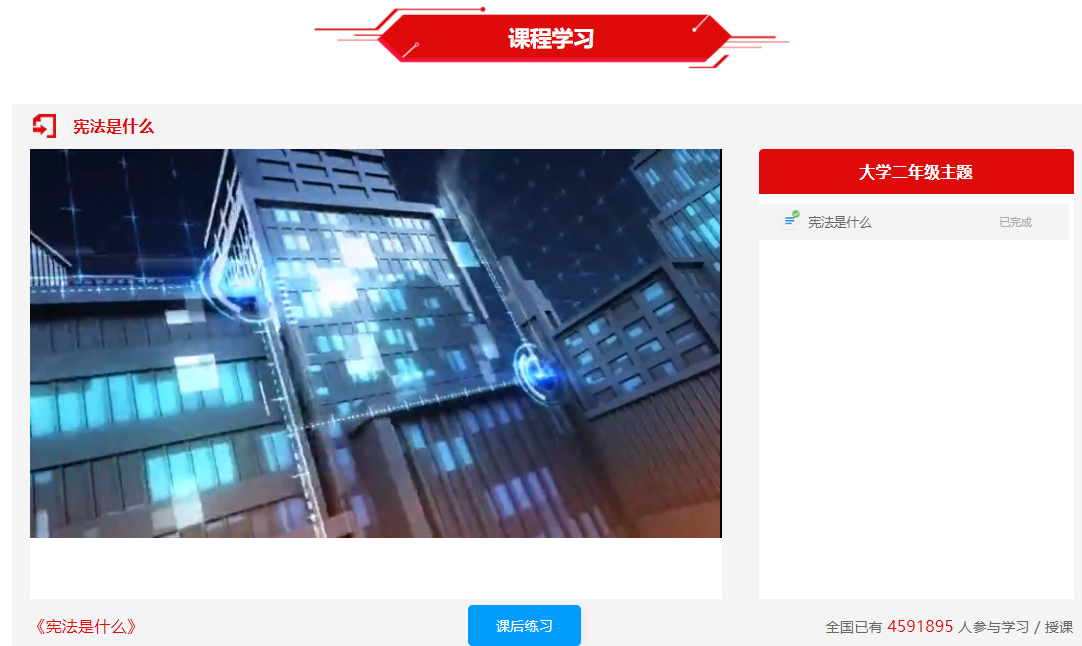 课程学习
宪法是什么
大学二年级主题
宪法是什么 已完成
《宪法是什么》
课后练习
全国已有 4591895 人参与学习 / 授课